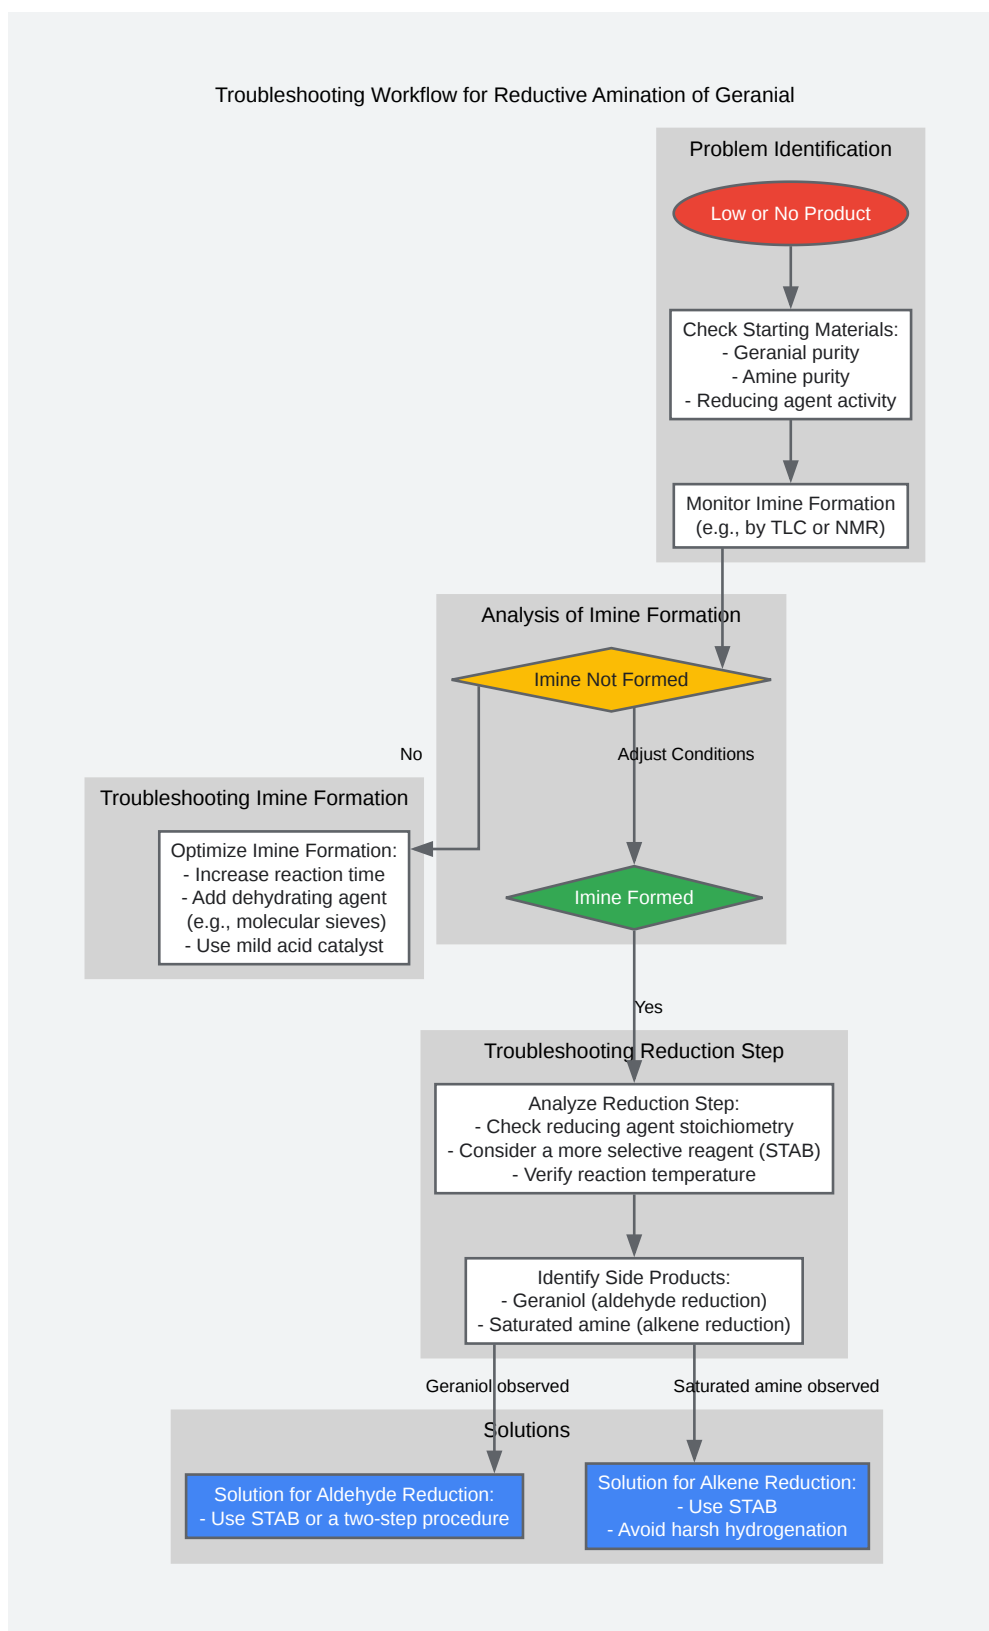 Troubleshooting Workflow for Reductive Amination of Geranial
Problem Identification
Low or No Product
Check Starting Materials:
- Geranial purity
- Amine purity
- Reducing agent activity
Monitor Imine Formation
(e.g., by TLC or NMR)
Analysis of Imine Formation
Imine Not Formed
No
Adjust Conditions
Troubleshooting Imine Formation
Optimize Imine Formation:
- Increase reaction time
- Add dehydrating agent
(e.g., molecular sieves)
- Use mild acid catalyst
Imine Formed
Yes
Troubleshooting Reduction Step
Analyze Reduction Step:
- Check reducing agent stoichiometry
- Consider a more selective reagent (STAB)
- Verify reaction temperature
Identify Side Products:
- Geraniol (aldehyde reduction)
- Saturated amine (alkene reduction)
Geraniol observed
Saturated amine observed
Solutions
Solution for Aldehyde Reduction:
- Use STAB or a two-step procedure
Solution for Alkene Reduction:
- Use STAB
- Avoid harsh hydrogenation